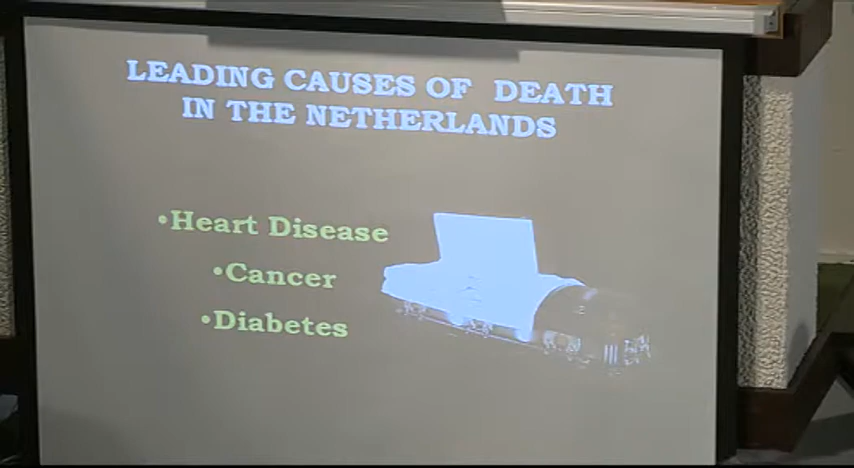 LEADING CAUSES OF DEATH
IN THE NETHERLANDS
•Heart Disease
•Cancer
•Diabetes